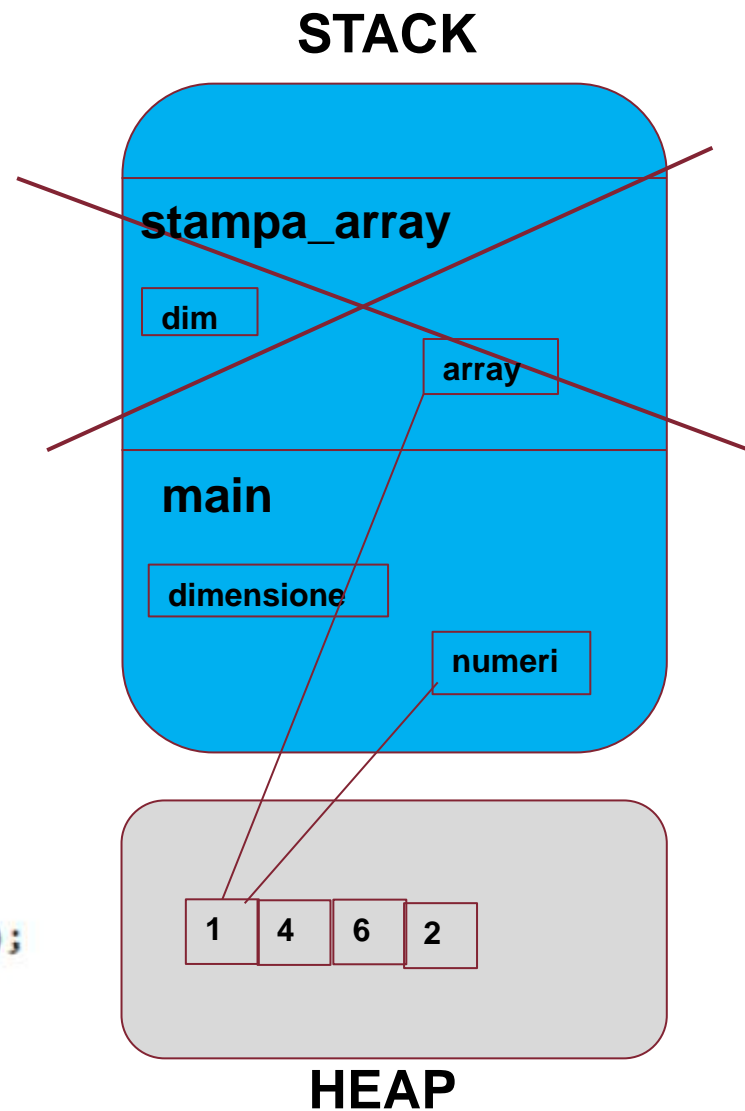 STACK
stampa_array
dim
array
main
dimensione
numeri
1 4 6 2
);
HEAP